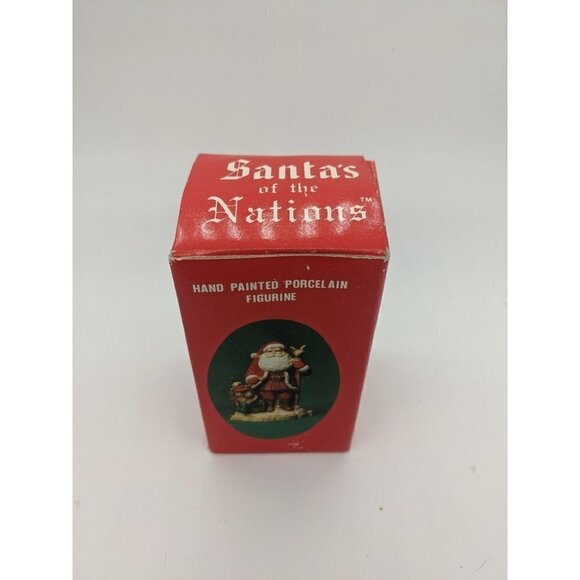 Santa's
of the
Nations™
HAND PAINTED PORCELAIN
FIGURINE